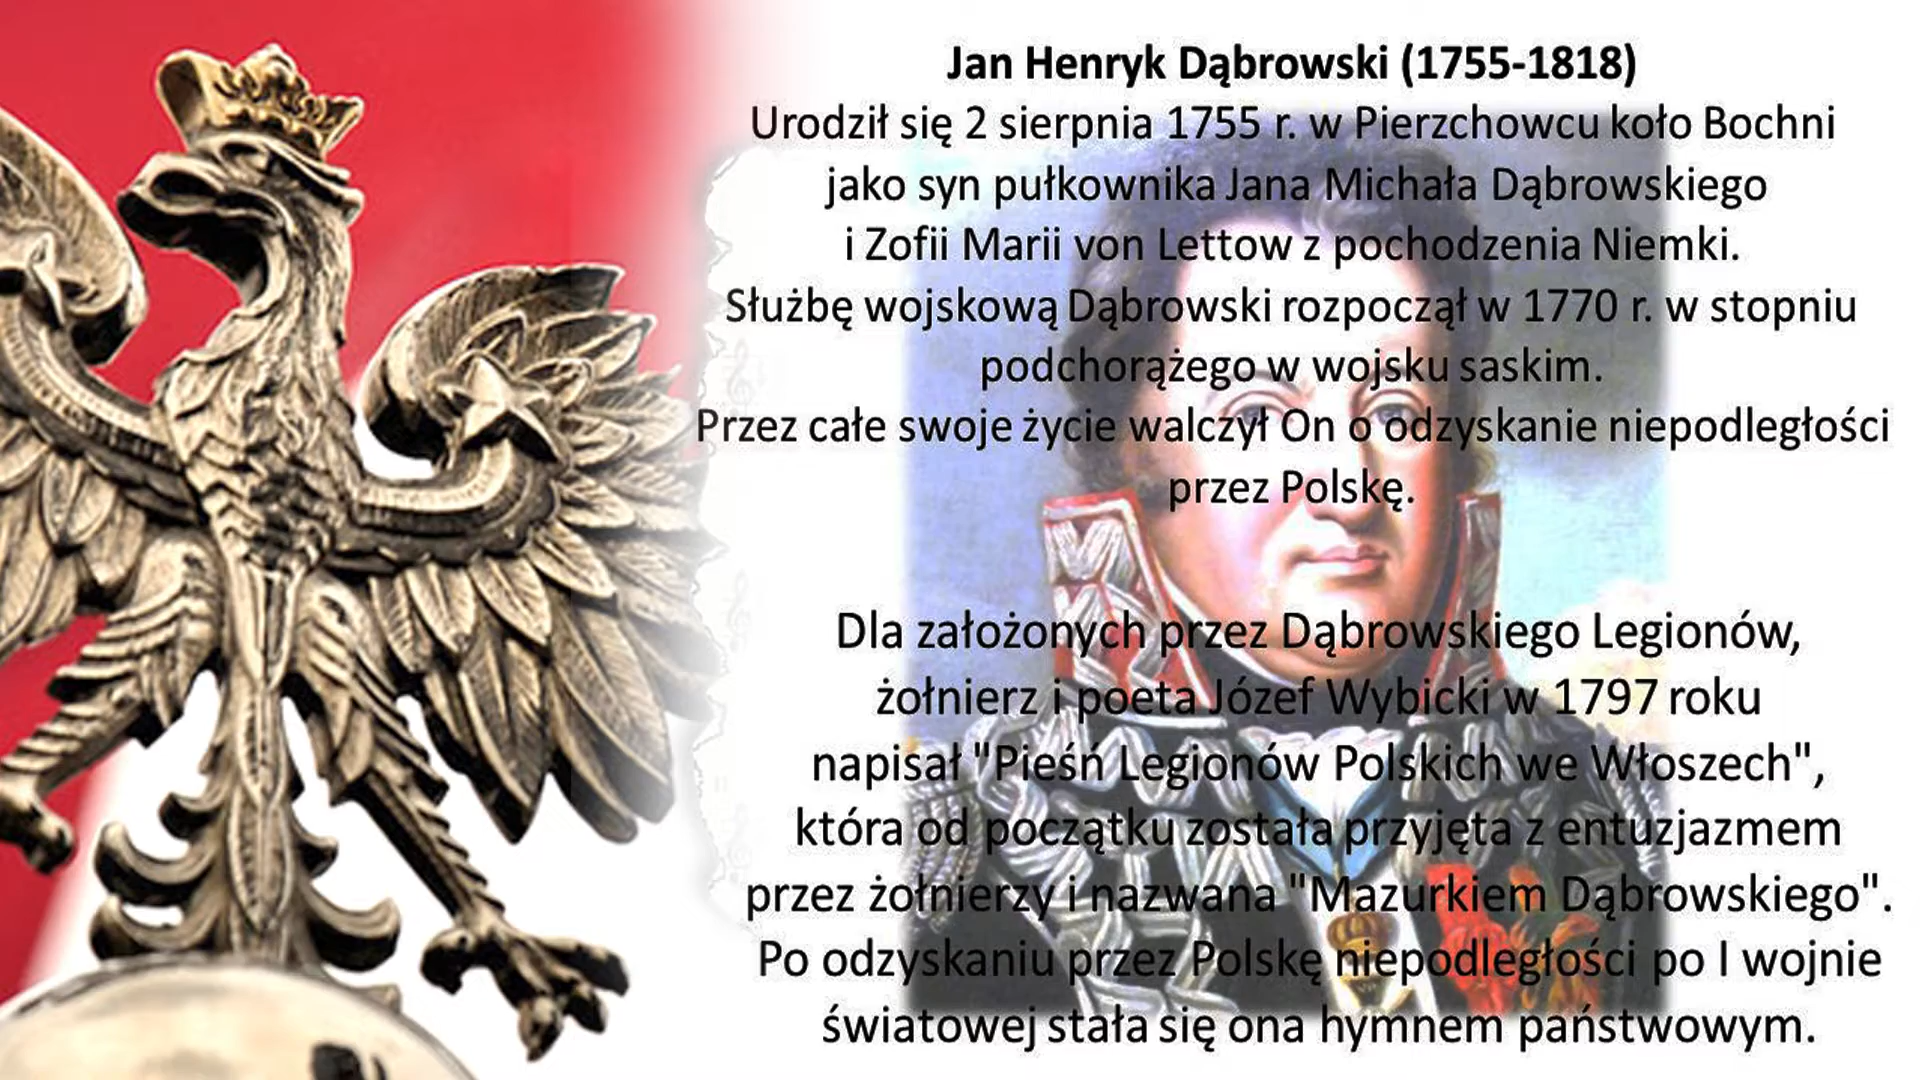 Jan Henryk Dąbrowski (1755-1818)
Urodził się 2 sierpnia 1755 r. w Pierzchowcu koło Bochni
jako syn pułkownika Jana Michała Dąbrowskiego
i Zofii Marii von Lettow z pochodzenia Niemki.
Służbę wojskową Dąbrowski rozpoczął w 1770 r. w stopniu
podchorążego w wojsku saskim.
Przez całe swoje życie walczył On o odzyskanie niepodległości
przez Polskę.
Dla założonych przez Dąbrowskiego Legionów,
żołnierz i poeta Józef Wybicki w 1797 roku
napisał "Pieśń Legionów Polskich we Włoszech",
która od początku została przyjęta z entuzjazmem
przez żołnierzy i nazwana "Mazurkiem Dąbrowskiego".
Po odzyskaniu przez Polskę niepodległości po I wojnie
światowej stała się ona hymnem państwowym.